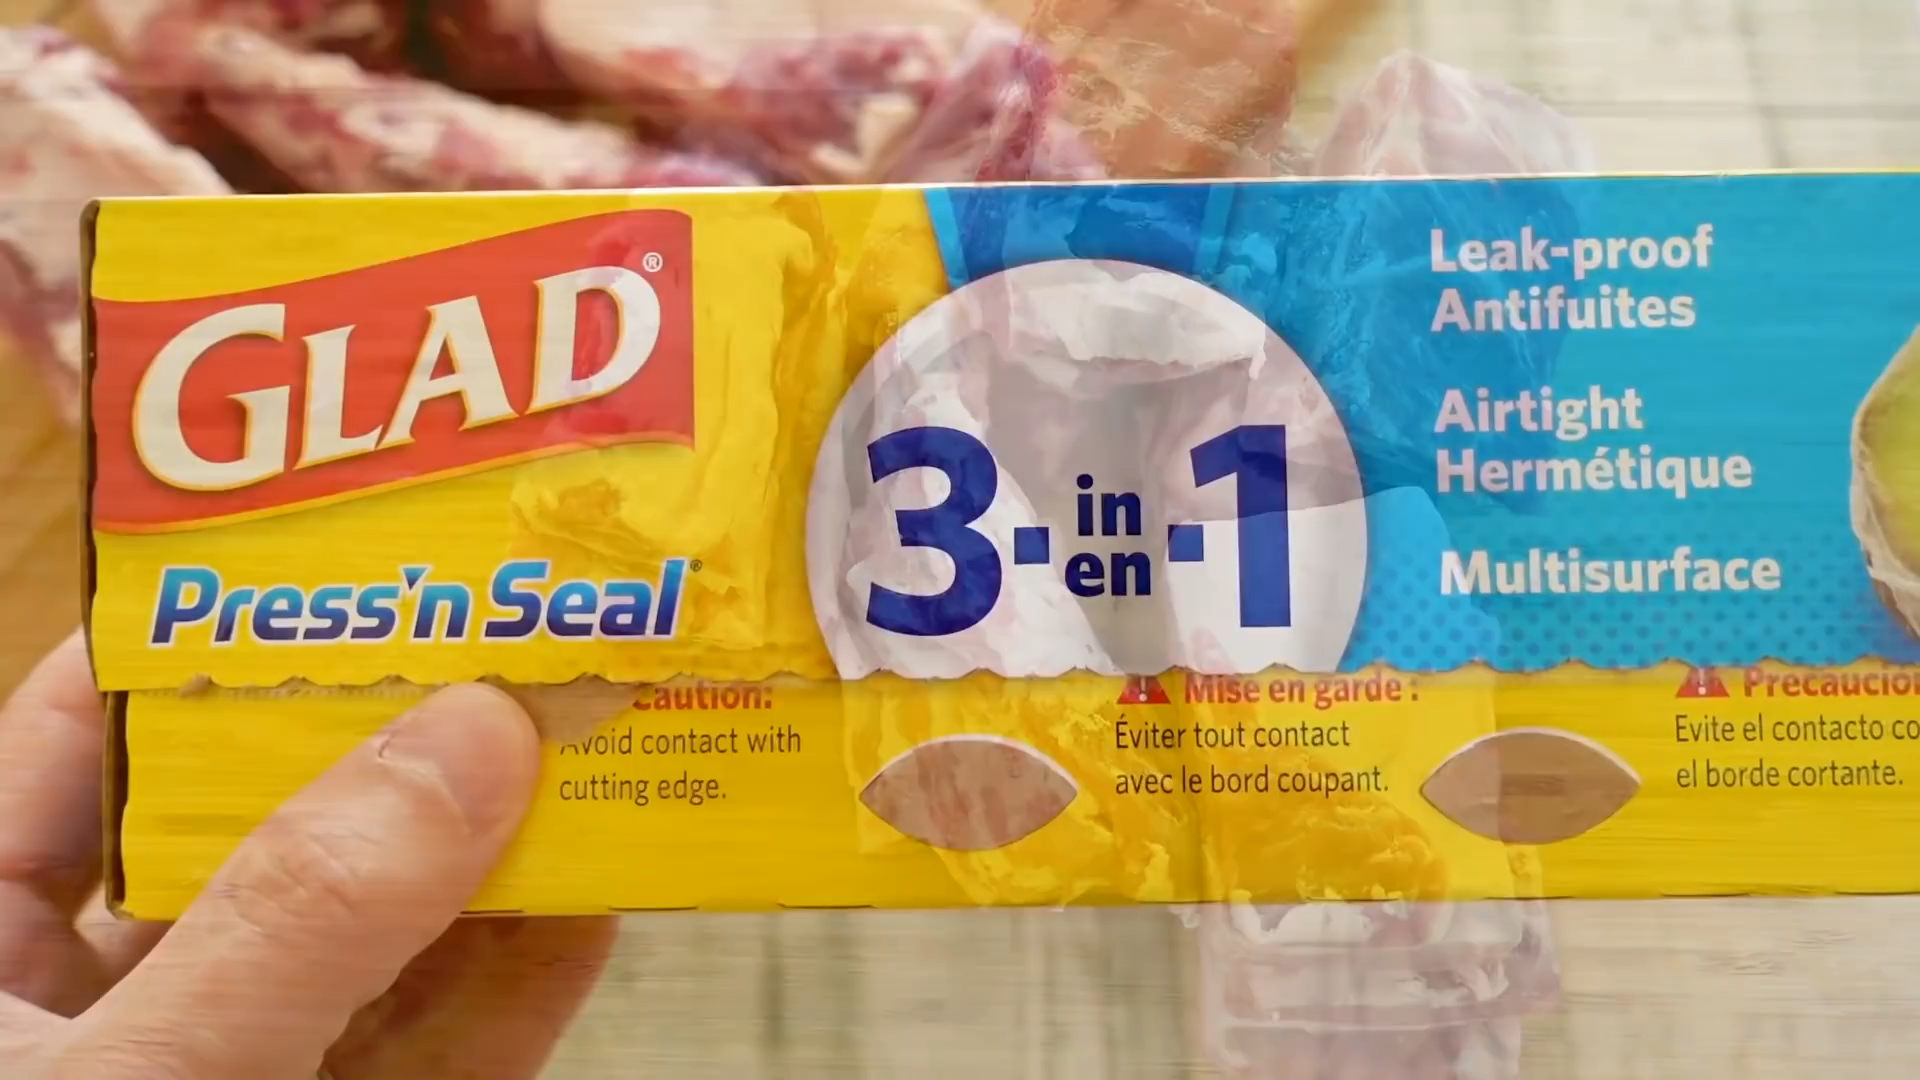 GLAD®
Press'n Seal®
3-in-1
en
Leak-proof
Antifuites
Airtight
Hermétique
Multisurface
Caution:
Avoid contact with
cutting edge.
Mise en garde :
Éviter tout contact
avec le bord coupant.
Precaucio
Evite el contacto co
el borde cortante.